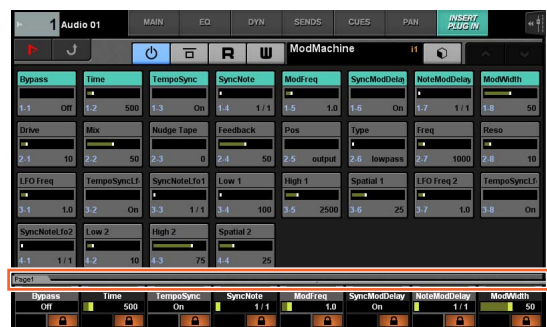 1 Audio 01 MAIN EQ DYN SENDS CUES PAN INSERT PLUG IN
R W ModMachine i1
Bypass Time TempoSync SyncNote ModFreq SyncModDelay NoteModDelay ModWidth
1-1 Off 1-2 500 1-3 On 1-4 1/1 1-5 1.0 1-6 On 1-7 1/1 1-8 50
Drive Mix Nudge Tape Feedback Pos Type Freq Reso
2-1 10 2-2 50 2-3 0 2-4 50 2-5 output 2-6 lowpass 2-7 1000 2-8 10
LFO Freq TempoSyncLf SyncNoteLfo1 Low 1 High 1 Spatial 1 LFO Freq 2 TempoSyncLf
3-1 1.0 3-2 On 3-3 1/1 3-4 100 3-5 2500 3-6 25 3-7 1.0 3-8 On
SyncNoteLfo2 Low 2 High 2 Spatial 2
4-1 1/1 4-2 10 4-3 75 4-4 25
Page1
Bypass Time TempoSync SyncNote ModFreq SyncModDelay NoteModDelay ModWidth
Off 500 On 1/1 1.0 On 1/1 50